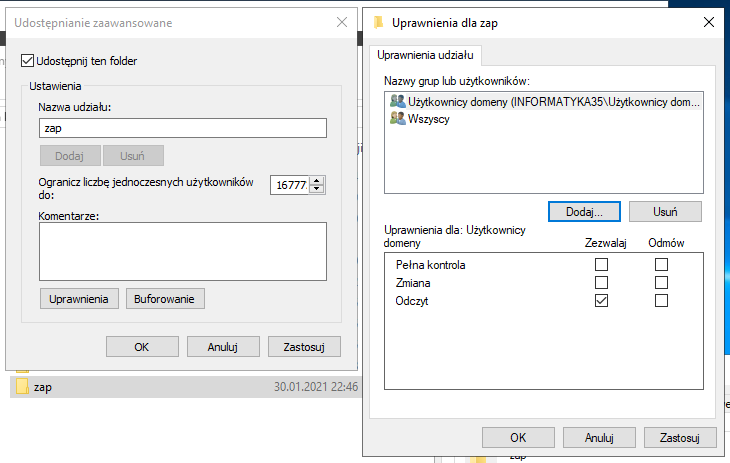 Udostępnianie zaawansowane
Udostępnij ten folder
Ustawienia
Nazwa udziału:
zap
Dodaj
Usuń
Ogranicz liczbę jednoczesnych użytkowników
do:
16777
Komentarze:
Uprawnienia
Buforowanie
OK
Anuluj
Zastosuj
zap
30.01.2021 22:46
Uprawnienia dla zap
Uprawnienia udziału
Nazwy grup lub użytkowników:
Użytkownicy domeny (INFORMATYKA35\Użytkownicy dom...
Wszyscy
Dodaj...
Usuń
Uprawnienia dla: Użytkownicy
domeny
Zezwalaj
Odmów
Pełna kontrola
Zmiana
Odczyt
OK
Anuluj
Zastosuj
zap